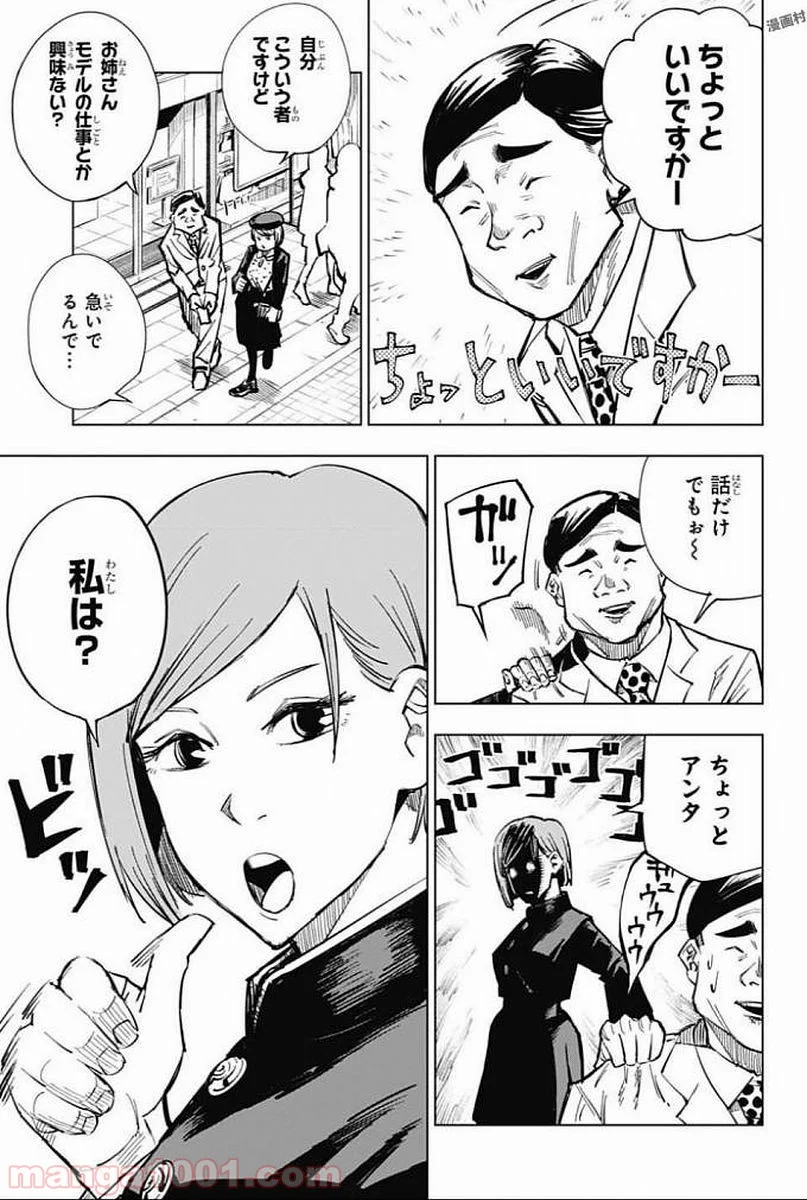 漫画村
ちょっと
いいですかー
ちょっといいですかー
自分
こういう者
ですけど
お姉さん
モデルの仕事とか
興味ない？
急いで
るんで…
話だけ
でもぉ〜
ガッ
ちょっと
アンタ
ゴゴゴゴゴゴ
ギュウウウウ
私は？
ビッ
manga1001.com